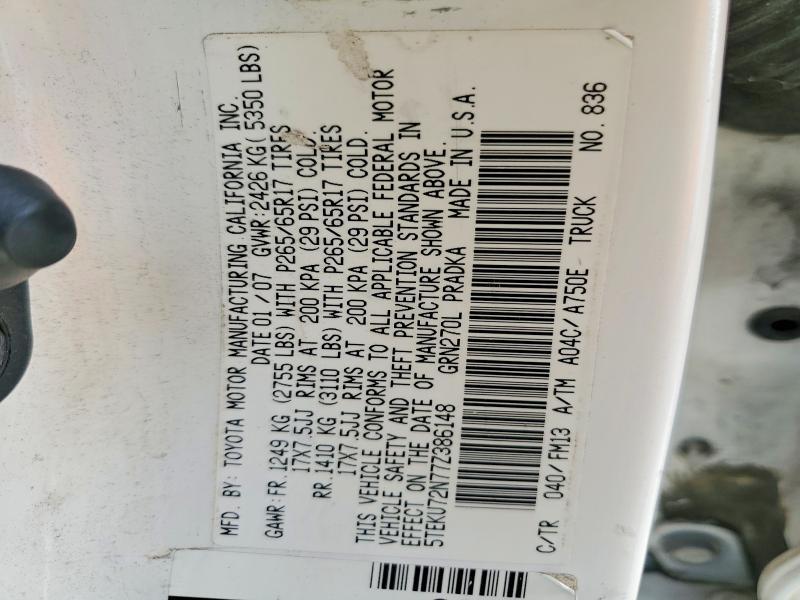 MFD. BY: TOYOTA MOTOR MANUFACTURING CALIFORNIA INC.
DATE 01/07 GVWR: 2426 KG ( 5350 LBS)
GAWR: FR. 1249 KG (2755 LBS) WITH P265/65R17 TIRES
17X7.5JJ RIMS AT 200 KPA (29 PSI) COLD.
RR. 1410 KG (3110 LBS) WITH P265/65R17 TIRES
17X7.5JJ RIMS AT 200 KPA (29 PSI) COLD.
THIS VEHICLE CONFORMS TO ALL APPLICABLE FEDERAL MOTOR
VEHICLE SAFETY AND THEFT PREVENTION STANDARDS IN
EFFECT ON THE DATE OF MANUFACTURE SHOWN ABOVE.
5TEKU72N77Z386148 GRN270L PRADKA MADE IN U.S.A.
C/TR 040/FM13 A/TM A04C/A750E TRUCK NO. 836